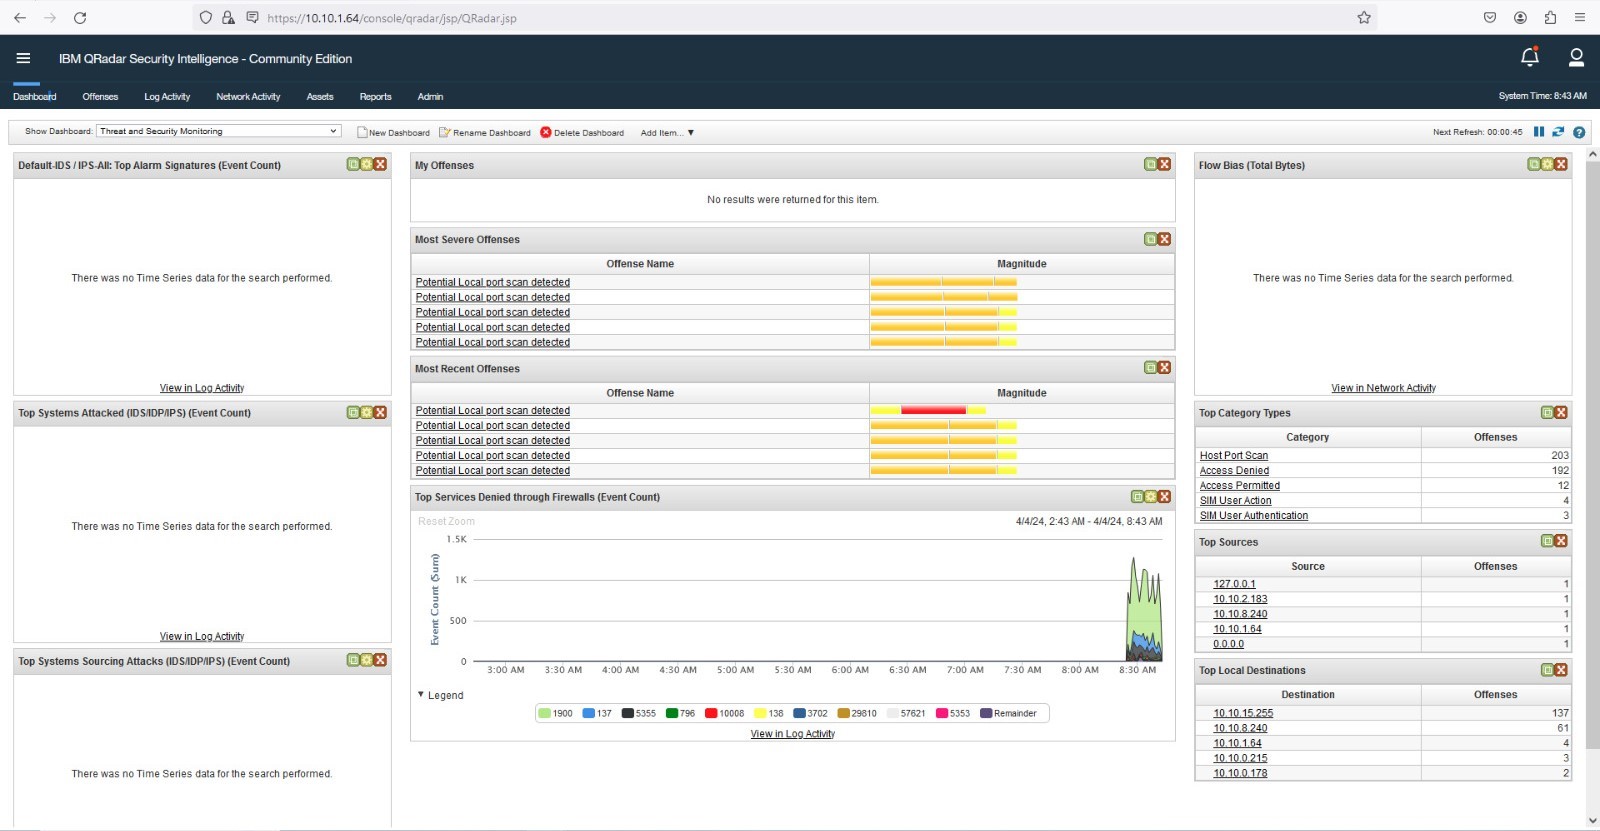 https://10.10.1.64/console/qradar/jsp/QRadar.jsp
IBM QRadar Security Intelligence - Community Edition
Dashboard Offenses Log Activity Network Activity Assets Reports Admin
System Time: 8:43 AM
Show Dashboard: Threat and Security Monitoring New Dashboard Rename Dashboard Delete Dashboard Add Item... ▼
Next Refresh: 00:00:45
Default-IDS / IPS-All: Top Alarm Signatures (Event Count)
There was no Time Series data for the search performed.
View in Log Activity
Top Systems Attacked (IDS/IDP/IPS) (Event Count)
There was no Time Series data for the search performed.
View in Log Activity
Top Systems Sourcing Attacks (IDS/IDP/IPS) (Event Count)
There was no Time Series data for the search performed.
My Offenses
No results were returned for this item.
Most Severe Offenses
Offense Name Magnitude
Potential Local port scan detected
Potential Local port scan detected
Potential Local port scan detected
Potential Local port scan detected
Potential Local port scan detected
Most Recent Offenses
Offense Name Magnitude
Potential Local port scan detected
Potential Local port scan detected
Potential Local port scan detected
Potential Local port scan detected
Potential Local port scan detected
Top Services Denied through Firewalls (Event Count)
Reset Zoom 4/4/24, 2:43 AM - 4/4/24, 8:43 AM
Event Count (Sum)
1.5K
1K
500
0
3:00 AM 3:30 AM 4:00 AM 4:30 AM 5:00 AM 5:30 AM 6:00 AM 6:30 AM 7:00 AM 7:30 AM 8:00 AM 8:30 AM
▼ Legend
1900 137 5355 796 10008 138 3702 29810 57621 5353 Remainder
View in Log Activity
Flow Bias (Total Bytes)
There was no Time Series data for the search performed.
View in Network Activity
Top Category Types
Category Offenses
Host Port Scan 203
Access Denied 192
Access Permitted 12
SIM User Action 4
SIM User Authentication 3
Top Sources
Source Offenses
127.0.0.1 1
10.10.2.183 1
10.10.8.240 1
10.10.1.64 1
0.0.0.0 1
Top Local Destinations
Destination Offenses
10.10.15.255 137
10.10.8.240 61
10.10.1.64 4
10.10.0.215 3
10.10.0.178 2